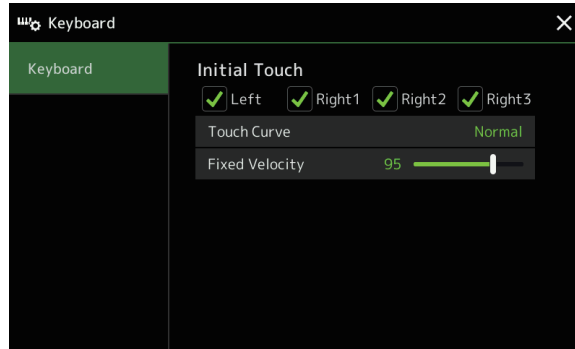 Keyboard
Keyboard
Initial Touch
Left Right1 Right2 Right3
Touch Curve Normal
Fixed Velocity 95